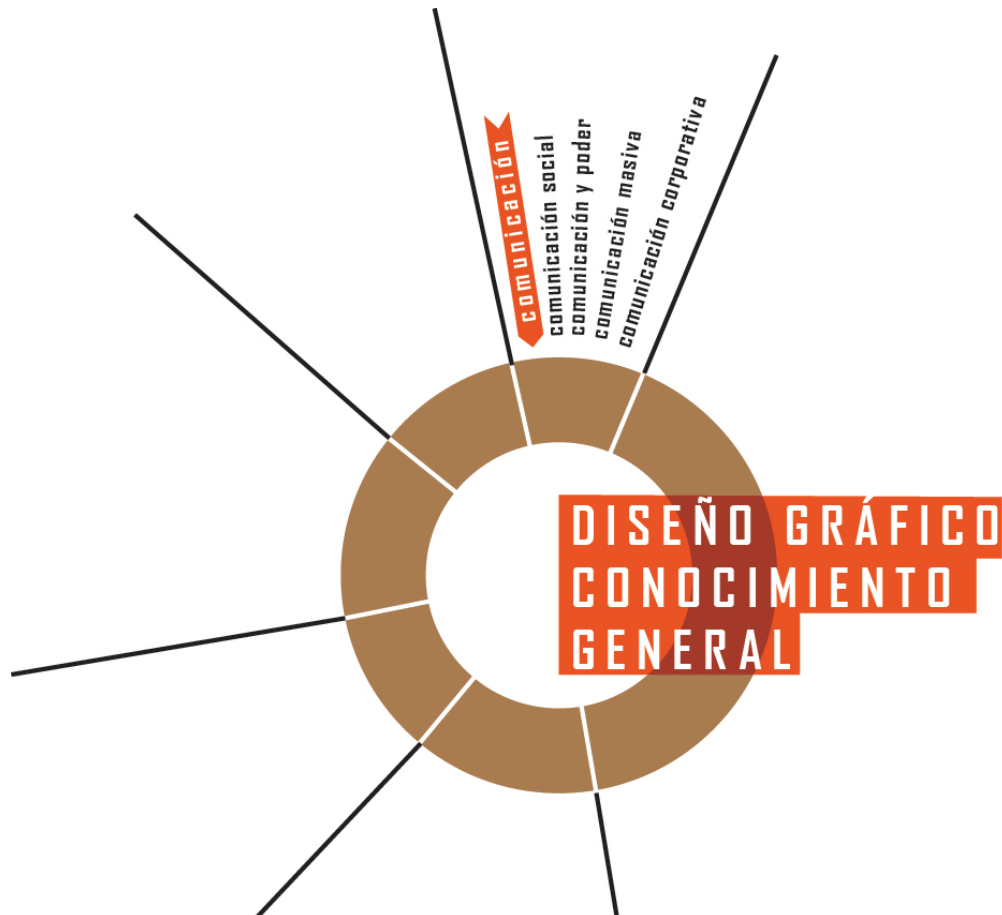 comunicación
comunicación social
comunicación y poder
comunicación masiva
comunicación corporativa
DISEÑO GRÁFICO
CONOCIMIENTO
GENERAL